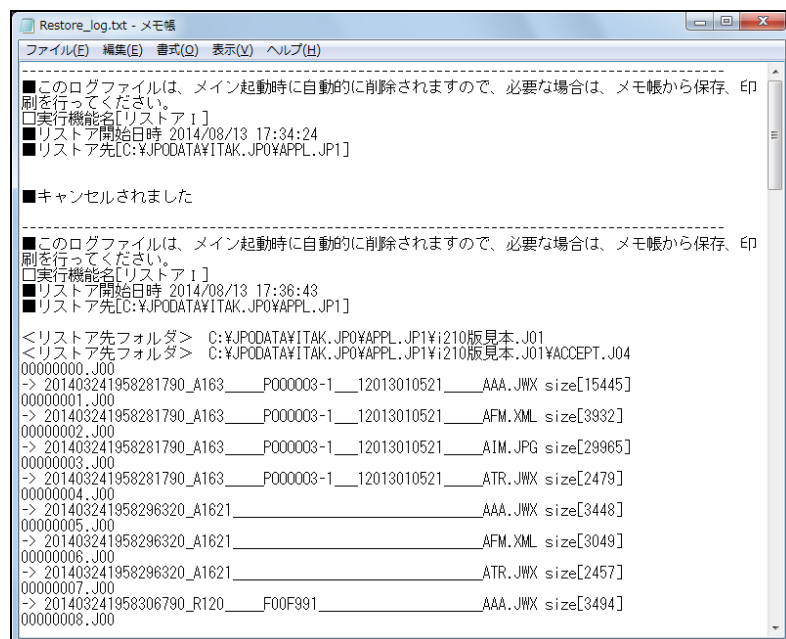 Restore_log.txt - メモ帳
ファイル(F) 編集(E) 書式(O) 表示(V) ヘルプ(H)
--------------------------------------------------------------------------------
■このログファイルは、メイン起動時に自動的に削除されますので、必要な場合は、メモ帳から保存、印
刷を行ってください。
□実行機能名[リストアⅠ]
■リストア開始日時 2014/08/13 17:34:24
■リストア先[C:¥JPODATA¥ITAK.JP0¥APPL.JP1]
■キャンセルされました
--------------------------------------------------------------------------------
■このログファイルは、メイン起動時に自動的に削除されますので、必要な場合は、メモ帳から保存、印
刷を行ってください。
□実行機能名[リストアⅠ]
■リストア開始日時 2014/08/13 17:36:43
■リストア先[C:¥JPODATA¥ITAK.JP0¥APPL.JP1]
＜リストア先フォルダ＞ C:¥JPODATA¥ITAK.JP0¥APPL.JP1¥i210版見本.J01
＜リストア先フォルダ＞ C:¥JPODATA¥ITAK.JP0¥APPL.JP1¥i210版見本.J01¥ACCEPT.J04
00000000.J00
-> 201403241958281790_A163_____P000003-1___12013010521_____AAA.JWX size[15445]
00000001.J00
-> 201403241958281790_A163_____P000003-1___12013010521_____AFM.XML size[3932]
00000002.J00
-> 201403241958281790_A163_____P000003-1___12013010521_____AIM.JPG size[29965]
00000003.J00
-> 201403241958281790_A163_____P000003-1___12013010521_____ATR.JWX size[2479]
00000004.J00
-> 201403241958296320_A1621________________________________AAA.JWX size[3448]
00000005.J00
-> 201403241958296320_A1621________________________________AFM.XML size[3049]
00000006.J00
-> 201403241958296320_A1621________________________________ATR.JWX size[2457]
00000007.J00
-> 201403241958306790_R120_____F00F991_____________________AAA.JWX size[3494]
00000008.J00